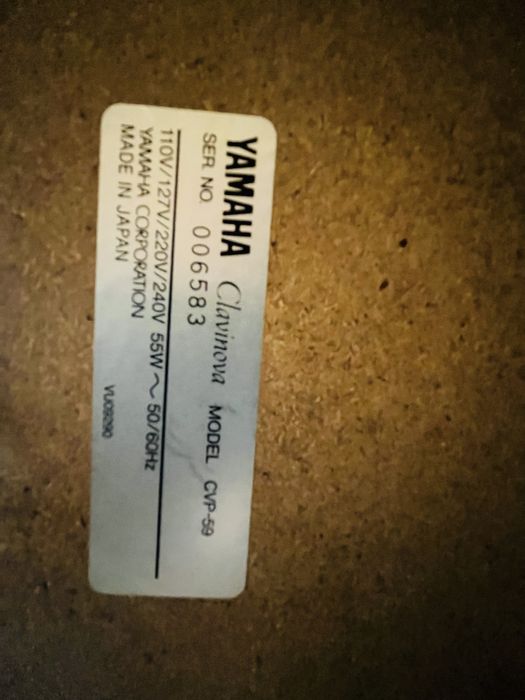 YAMAHA Clavinova MODEL CVP-59
SER. NO. 006583
110V/127V/220V/240V 55W ~ 50/60Hz
YAMAHA CORPORATION
MADE IN JAPAN
VU09290